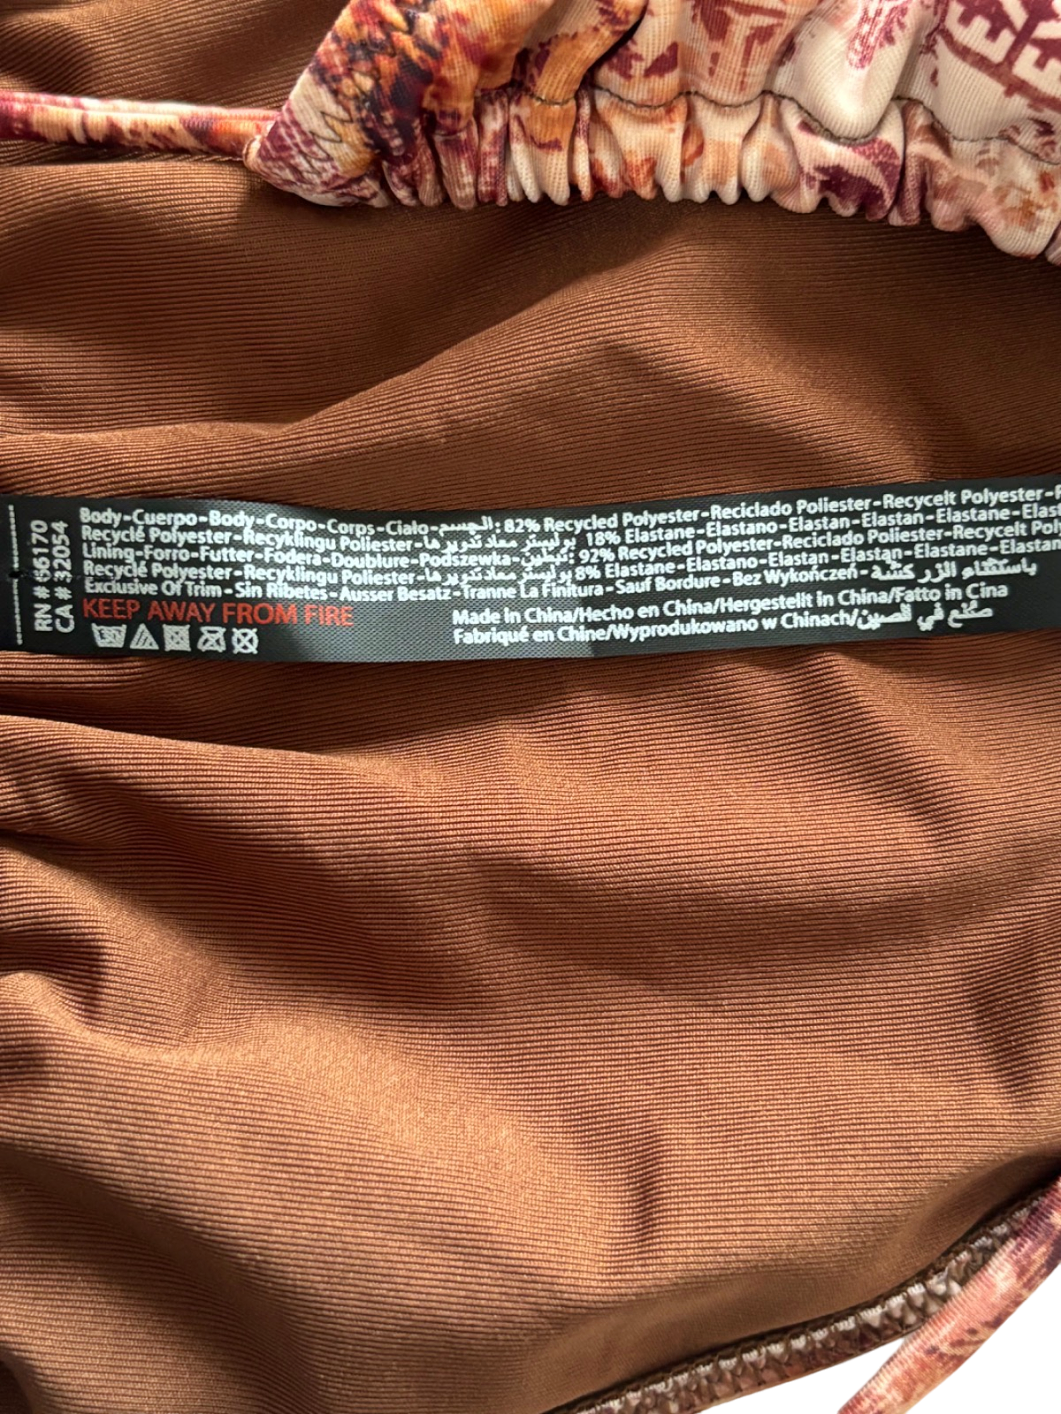 RN # 66170
CA # 32054
Body-Cuerpo-Body-Corpo-Corps-Ciało-الجسم: 82% Recycled Polyester-Reciclado Poliester-Recycelt Polyester-
Recyclé Polyester-Recyklingu Poliester-بوليستر معاد تدويرها 18% Elastane-Elastano-Elastan-Elastan-Elastane-
Lining-Forro-Futter-Fodera-Doublure-Podszewka-تبطين: 92% Recycled Polyester-Reciclado Poliester-Recycelt
Recyclé Polyester-Recyklingu Poliester-بوليستر معاد تدويرها 8% Elastane-Elastano-Elastan-Elastan-Elastane-
Exclusive Of Trim-Sin Ribetes-Ausser Besatz-Tranne La Finitura-Sauf Bordure-Bez Wykończeń-باستثناء
KEEP AWAY FROM FIRE
Made in China/Hecho en China/Hergestellt in China/Fatto in Cina
Fabriqué en Chine/Wyprodukowano w Chinach/صنع في الصين
EX